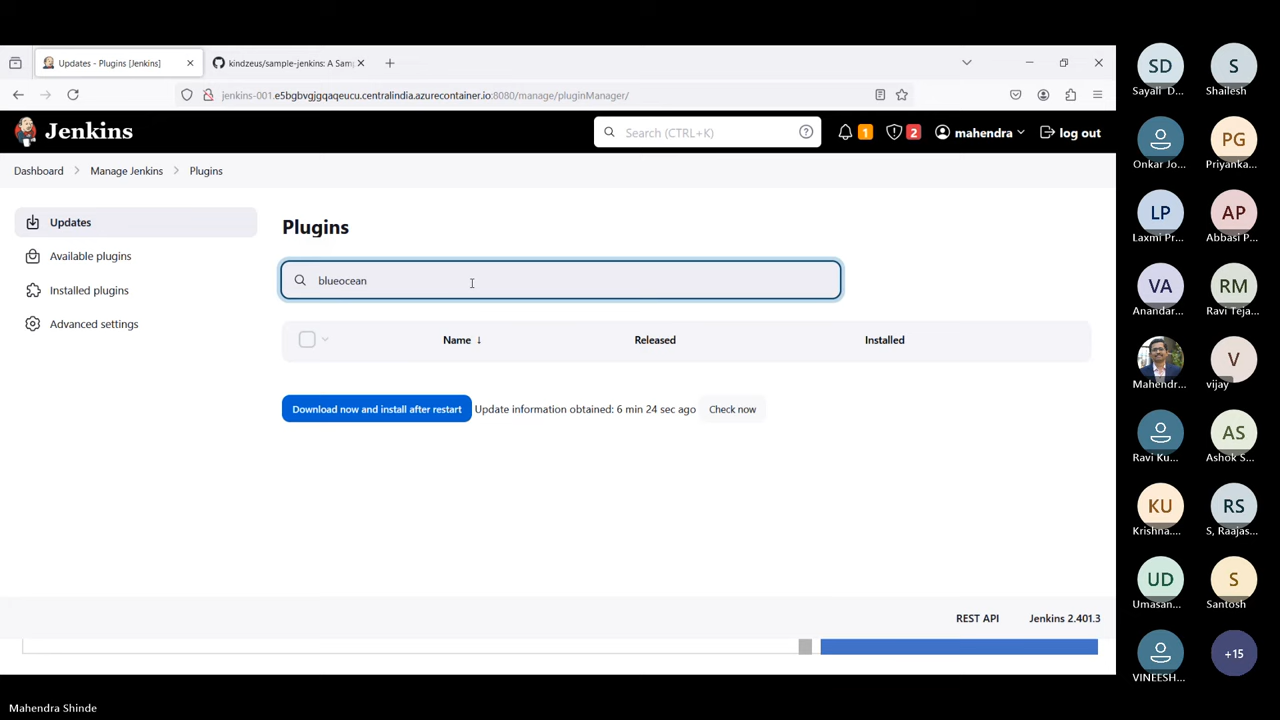 Updates - Plugins [Jenkins]
kindzeus/sample-jenkins: A Sam
jenkins-001.e5bgbvgjgqaqeucu.centralindia.azurecontainer.io:8080/manage/pluginManager/
Jenkins
Search (CTRL+K)
1
2
mahendra
log out
Dashboard
Manage Jenkins
Plugins
Updates
Available plugins
Installed plugins
Advanced settings
Plugins
blueocean
Name ↓
Released
Installed
Download now and install after restart
Update information obtained: 6 min 24 sec ago
Check now
REST API
Jenkins 2.401.3
SD
Sayali D...
S
Shailesh
Onkar Jo...
PG
Priyanka...
LP
Laxmi Pr...
AP
Abbasi P...
VA
Anandar...
RM
Ravi Teja...
Mahendr...
V
vijay
Ravi Ku...
AS
Ashok S...
KU
Krishna....
RS
S, Raajas...
UD
Umasan...
S
Santosh
VINEESH...
+15
Mahendra Shinde